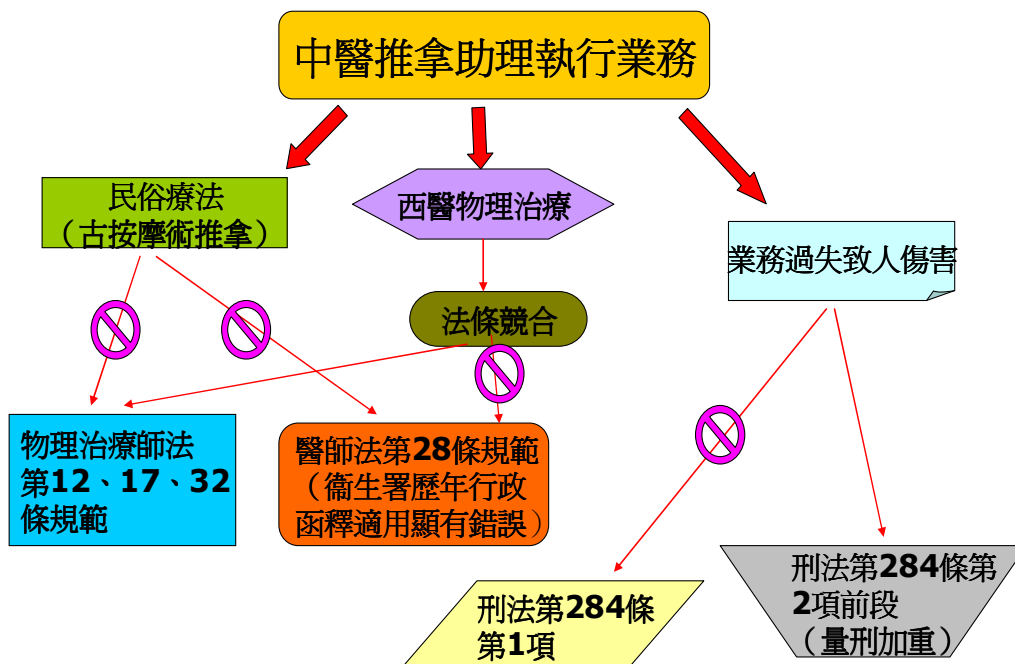 中醫推拿助理執行業務
民俗療法
（古按摩術推拿）
西醫物理治療
業務過失致人傷害
法條競合
物理治療師法
第12、17、32
條規範
醫師法第28條規範
（衞生署歷年行政
函釋適用顯有錯誤）
刑法第284條
第1項
刑法第284條第
2項前段
（量刑加重）